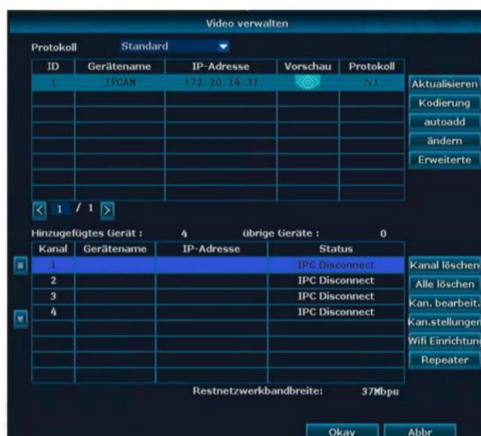 Video verwalten
Protokoll Standard
ID Gerätename IP-Adresse Vorschau Protokoll
1 IPCAM 172.20.14.31 N1
Aktualisieren
Kodierung
autoadd
ändern
Erweiterte
1 / 1
Hinzugefügtes Gerät : 4 übrige Geräte : 0
Kanal Gerätename IP-Adresse Status
1 IPC Disconnect
2 IPC Disconnect
3 IPC Disconnect
4 IPC Disconnect
Kanal löschen
Alle löschen
Kan. bearbeit.
Kan.stellungen
Wifi Einrichtung
Repeater
Restnetzwerkbandbreite: 37Mbps
Okay Abbr